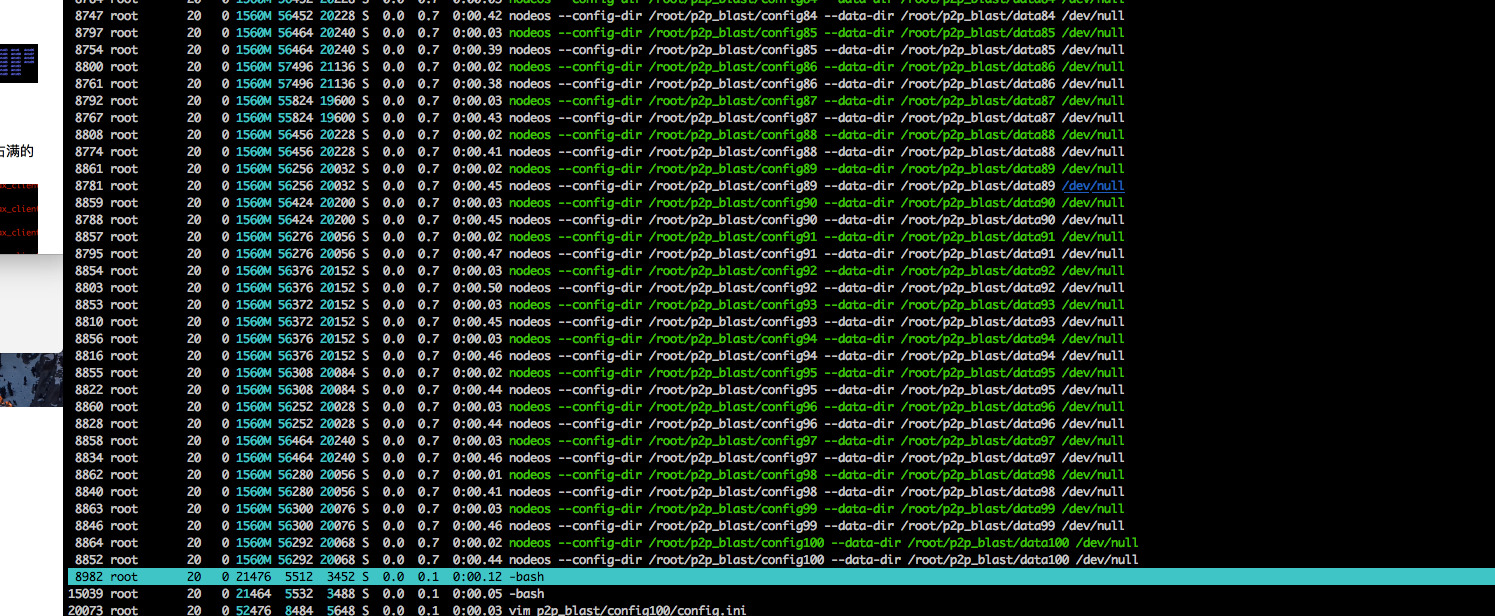 8747 root 20 0 1560M 56452 20228 S 0.0 0.7 0:00.42 nodeos --config-dir /root/p2p_blast/config84 --data-dir /root/p2p_blast/data84 /dev/null
8797 root 20 0 1560M 56464 20240 S 0.0 0.7 0:00.03 nodeos --config-dir /root/p2p_blast/config85 --data-dir /root/p2p_blast/data85 /dev/null
8754 root 20 0 1560M 56464 20240 S 0.0 0.7 0:00.39 nodeos --config-dir /root/p2p_blast/config85 --data-dir /root/p2p_blast/data85 /dev/null
8800 root 20 0 1560M 57496 21136 S 0.0 0.7 0:00.02 nodeos --config-dir /root/p2p_blast/config86 --data-dir /root/p2p_blast/data86 /dev/null
8761 root 20 0 1560M 57496 21136 S 0.0 0.7 0:00.38 nodeos --config-dir /root/p2p_blast/config86 --data-dir /root/p2p_blast/data86 /dev/null
8792 root 20 0 1560M 55824 19600 S 0.0 0.7 0:00.03 nodeos --config-dir /root/p2p_blast/config87 --data-dir /root/p2p_blast/data87 /dev/null
8767 root 20 0 1560M 55824 19600 S 0.0 0.7 0:00.43 nodeos --config-dir /root/p2p_blast/config87 --data-dir /root/p2p_blast/data87 /dev/null
8808 root 20 0 1560M 56456 20228 S 0.0 0.7 0:00.02 nodeos --config-dir /root/p2p_blast/config88 --data-dir /root/p2p_blast/data88 /dev/null
8774 root 20 0 1560M 56456 20228 S 0.0 0.7 0:00.41 nodeos --config-dir /root/p2p_blast/config88 --data-dir /root/p2p_blast/data88 /dev/null
8861 root 20 0 1560M 56256 20032 S 0.0 0.7 0:00.02 nodeos --config-dir /root/p2p_blast/config89 --data-dir /root/p2p_blast/data89 /dev/null
8781 root 20 0 1560M 56256 20032 S 0.0 0.7 0:00.45 nodeos --config-dir /root/p2p_blast/config89 --data-dir /root/p2p_blast/data89 /dev/null
8859 root 20 0 1560M 56424 20200 S 0.0 0.7 0:00.03 nodeos --config-dir /root/p2p_blast/config90 --data-dir /root/p2p_blast/data90 /dev/null
8788 root 20 0 1560M 56424 20200 S 0.0 0.7 0:00.45 nodeos --config-dir /root/p2p_blast/config90 --data-dir /root/p2p_blast/data90 /dev/null
8857 root 20 0 1560M 56276 20056 S 0.0 0.7 0:00.02 nodeos --config-dir /root/p2p_blast/config91 --data-dir /root/p2p_blast/data91 /dev/null
8795 root 20 0 1560M 56276 20056 S 0.0 0.7 0:00.47 nodeos --config-dir /root/p2p_blast/config91 --data-dir /root/p2p_blast/data91 /dev/null
8854 root 20 0 1560M 56376 20152 S 0.0 0.7 0:00.03 nodeos --config-dir /root/p2p_blast/config92 --data-dir /root/p2p_blast/data92 /dev/null
8803 root 20 0 1560M 56376 20152 S 0.0 0.7 0:00.50 nodeos --config-dir /root/p2p_blast/config92 --data-dir /root/p2p_blast/data92 /dev/null
8853 root 20 0 1560M 56372 20152 S 0.0 0.7 0:00.03 nodeos --config-dir /root/p2p_blast/config93 --data-dir /root/p2p_blast/data93 /dev/null
8810 root 20 0 1560M 56372 20152 S 0.0 0.7 0:00.45 nodeos --config-dir /root/p2p_blast/config93 --data-dir /root/p2p_blast/data93 /dev/null
8856 root 20 0 1560M 56376 20152 S 0.0 0.7 0:00.03 nodeos --config-dir /root/p2p_blast/config94 --data-dir /root/p2p_blast/data94 /dev/null
8816 root 20 0 1560M 56376 20152 S 0.0 0.7 0:00.46 nodeos --config-dir /root/p2p_blast/config94 --data-dir /root/p2p_blast/data94 /dev/null
8855 root 20 0 1560M 56308 20084 S 0.0 0.7 0:00.02 nodeos --config-dir /root/p2p_blast/config95 --data-dir /root/p2p_blast/data95 /dev/null
8822 root 20 0 1560M 56308 20084 S 0.0 0.7 0:00.44 nodeos --config-dir /root/p2p_blast/config95 --data-dir /root/p2p_blast/data95 /dev/null
8860 root 20 0 1560M 56252 20028 S 0.0 0.7 0:00.03 nodeos --config-dir /root/p2p_blast/config96 --data-dir /root/p2p_blast/data96 /dev/null
8828 root 20 0 1560M 56252 20028 S 0.0 0.7 0:00.44 nodeos --config-dir /root/p2p_blast/config96 --data-dir /root/p2p_blast/data96 /dev/null
8858 root 20 0 1560M 56464 20240 S 0.0 0.7 0:00.03 nodeos --config-dir /root/p2p_blast/config97 --data-dir /root/p2p_blast/data97 /dev/null
8834 root 20 0 1560M 56464 20240 S 0.0 0.7 0:00.46 nodeos --config-dir /root/p2p_blast/config97 --data-dir /root/p2p_blast/data97 /dev/null
8862 root 20 0 1560M 56280 20056 S 0.0 0.7 0:00.01 nodeos --config-dir /root/p2p_blast/config98 --data-dir /root/p2p_blast/data98 /dev/null
8840 root 20 0 1560M 56280 20056 S 0.0 0.7 0:00.41 nodeos --config-dir /root/p2p_blast/config98 --data-dir /root/p2p_blast/data98 /dev/null
8863 root 20 0 1560M 56300 20076 S 0.0 0.7 0:00.03 nodeos --config-dir /root/p2p_blast/config99 --data-dir /root/p2p_blast/data99 /dev/null
8846 root 20 0 1560M 56300 20076 S 0.0 0.7 0:00.46 nodeos --config-dir /root/p2p_blast/config99 --data-dir /root/p2p_blast/data99 /dev/null
8864 root 20 0 1560M 56292 20068 S 0.0 0.7 0:00.02 nodeos --config-dir /root/p2p_blast/config100 --data-dir /root/p2p_blast/data100 /dev/null
8852 root 20 0 1560M 56292 20068 S 0.0 0.7 0:00.44 nodeos --config-dir /root/p2p_blast/config100 --data-dir /root/p2p_blast/data100 /dev/null
8982 root 20 0 21476 5512 3452 S 0.0 0.1 0:00.12 -bash
15039 root 20 0 21464 5532 3488 S 0.0 0.1 0:00.05 -bash
20073 root 20 0 52476 8484 5648 S 0.0 0.1 0:00.03 vim p2p_blast/config100/config.ini
右满的